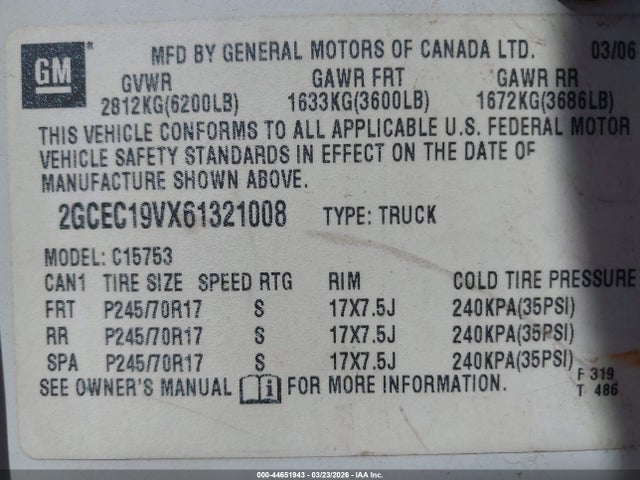 GM
MFD BY GENERAL MOTORS OF CANADA LTD. 03/06
GVWR GAWR FRT GAWR RR
2812KG(6200LB) 1633KG(3600LB) 1672KG(3686LB)
THIS VEHICLE CONFORMS TO ALL APPLICABLE U.S. FEDERAL MOTOR
VEHICLE SAFETY STANDARDS IN EFFECT ON THE DATE OF
MANUFACTURE SHOWN ABOVE.
2GCEC19VX61321008 TYPE: TRUCK
MODEL: C15753
CAN1 TIRE SIZE SPEED RTG RIM COLD TIRE PRESSURE
FRT P245/70R17 S 17X7.5J 240KPA(35PSI)
RR P245/70R17 S 17X7.5J 240KPA(35PSI)
SPA P245/70R17 S 17X7.5J 240KPA(35PSI)
SEE OWNER'S MANUAL i FOR MORE INFORMATION.
F 319
T 486
000-44651943 - 03/23/2026 - IAA Inc.